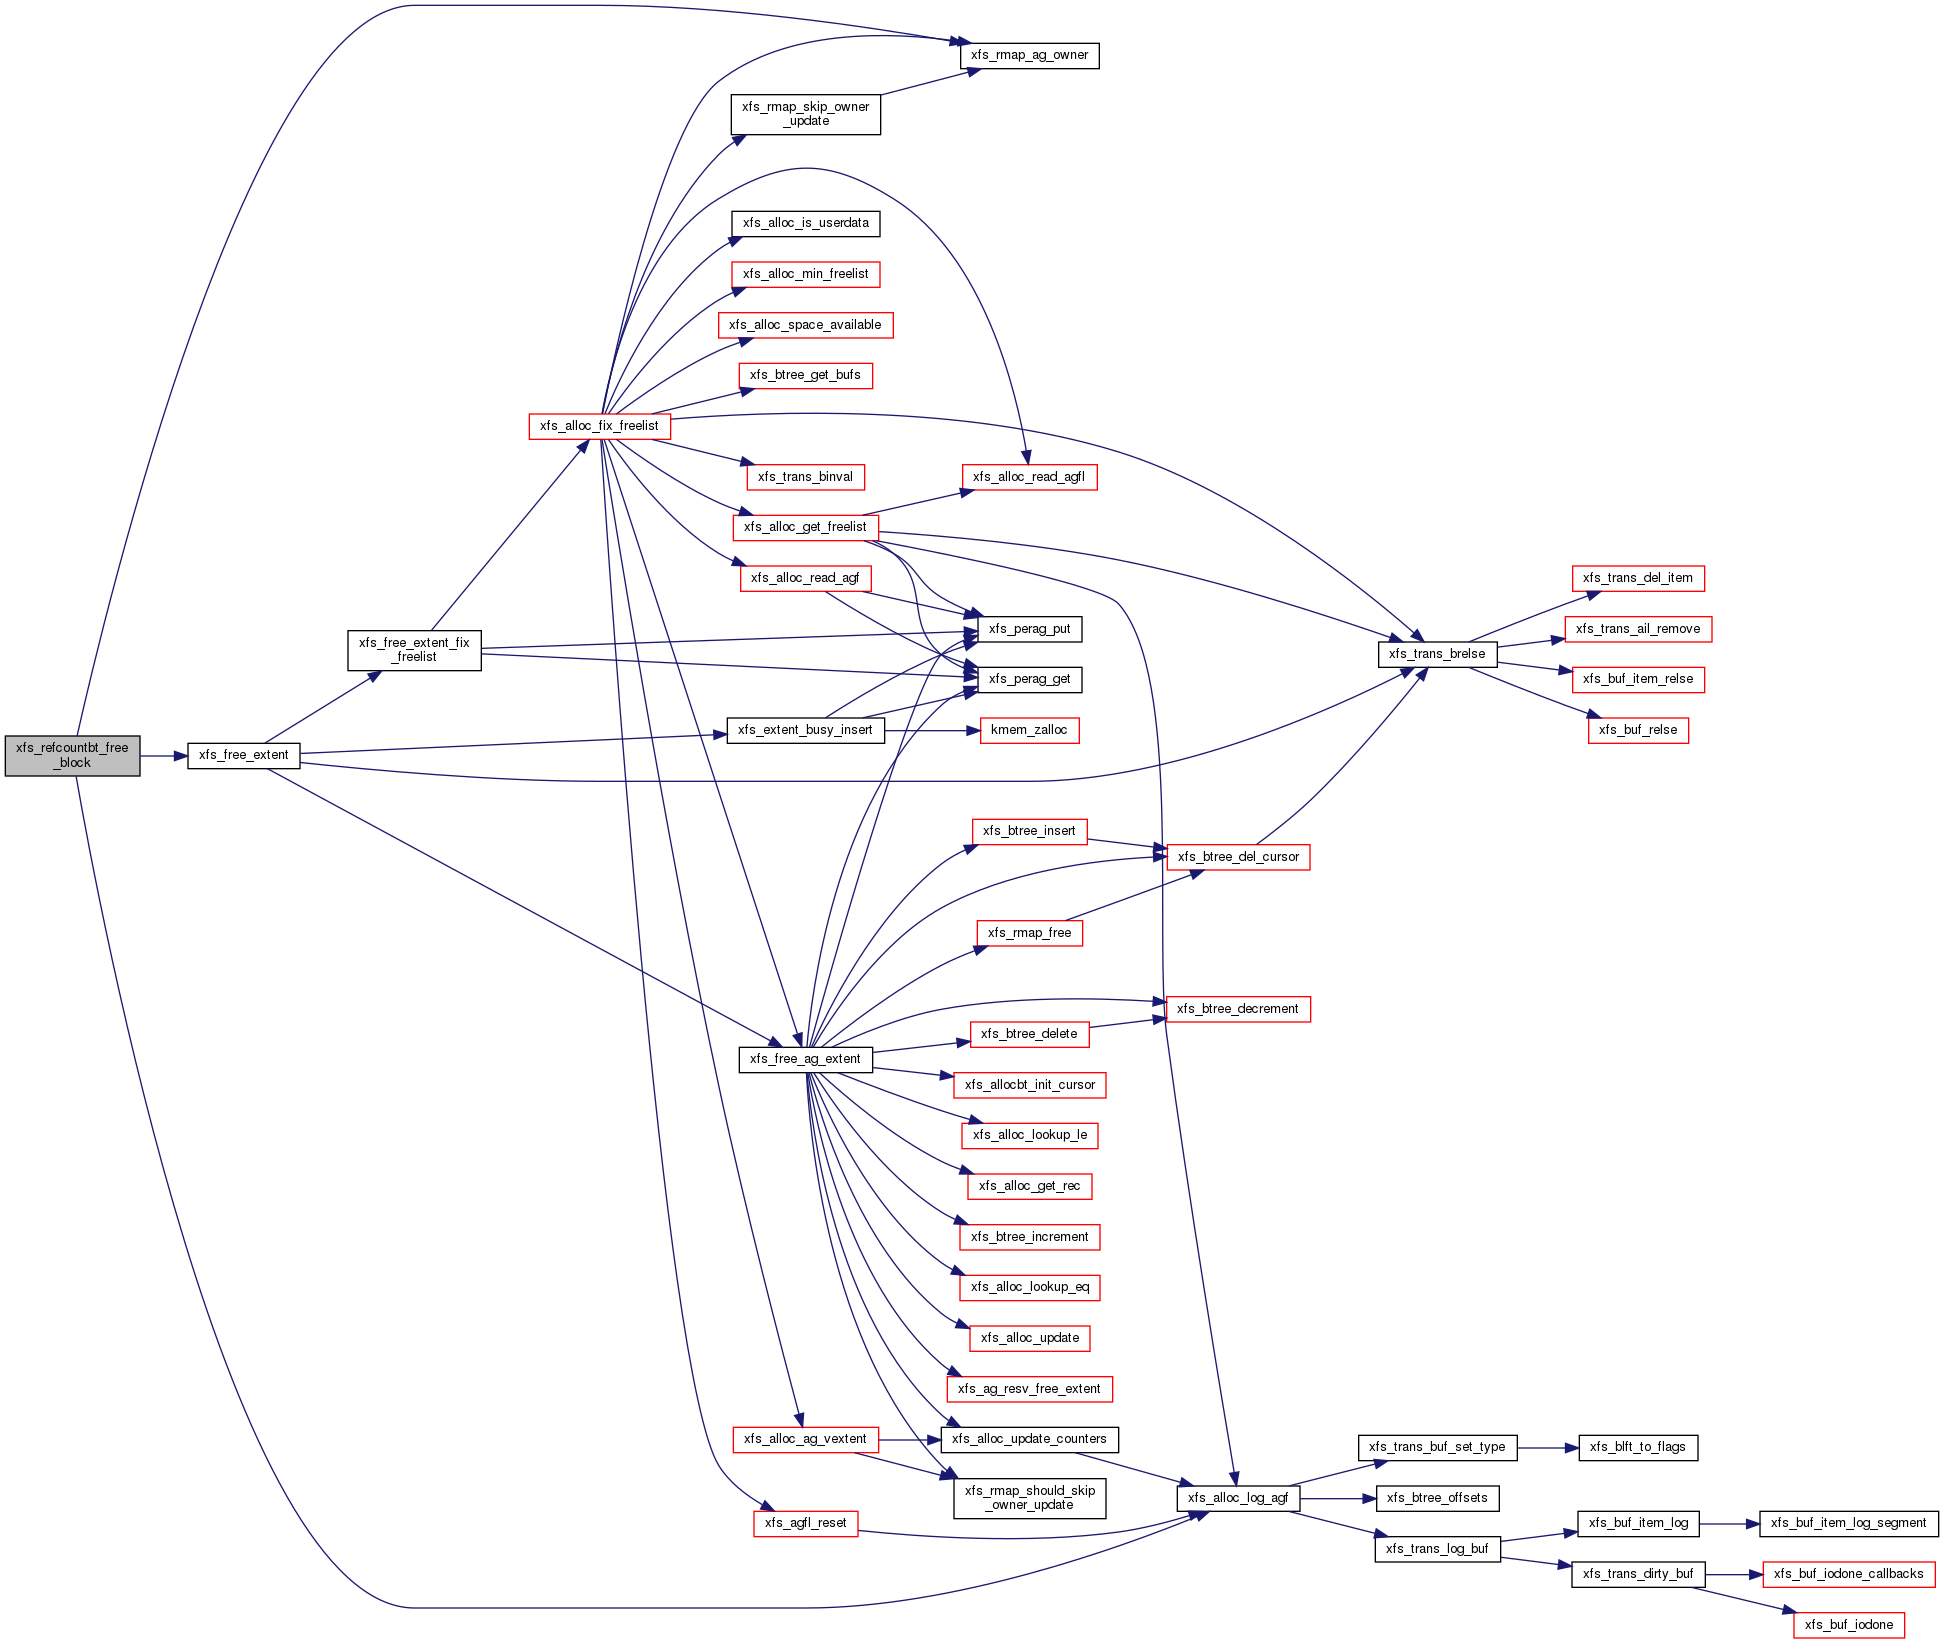 xfs_rmap_ag_owner
xfs_rmap_skip_owner
_update
xfs_alloc_is_userdata
xfs_alloc_min_freelist
xfs_alloc_space_available
xfs_btree_get_bufs
xfs_alloc_fix_freelist
xfs_trans_binval
xfs_alloc_read_agfl
xfs_alloc_get_freelist
xfs_alloc_read_agf
xfs_trans_del_item
xfs_free_extent_fix
_freelist
xfs_perag_put
xfs_trans_ail_remove
xfs_trans_brelse
xfs_perag_get
xfs_buf_item_relse
xfs_extent_busy_insert
kmem_zalloc
xfs_buf_relse
xfs_refcountbt_free
_block
xfs_free_extent
xfs_btree_insert
xfs_btree_del_cursor
xfs_rmap_free
xfs_btree_decrement
xfs_btree_delete
xfs_free_ag_extent
xfs_allocbt_init_cursor
xfs_alloc_lookup_le
xfs_alloc_get_rec
xfs_btree_increment
xfs_alloc_lookup_eq
xfs_alloc_update
xfs_ag_resv_free_extent
xfs_alloc_ag_vextent
xfs_alloc_update_counters
xfs_trans_buf_set_type
xfs_blft_to_flags
xfs_rmap_should_skip
_owner_update
xfs_alloc_log_agf
xfs_btree_offsets
xfs_agfl_reset
xfs_buf_item_log
xfs_buf_item_log_segment
xfs_trans_log_buf
xfs_trans_dirty_buf
xfs_buf_iodone_callbacks
xfs_buf_iodone